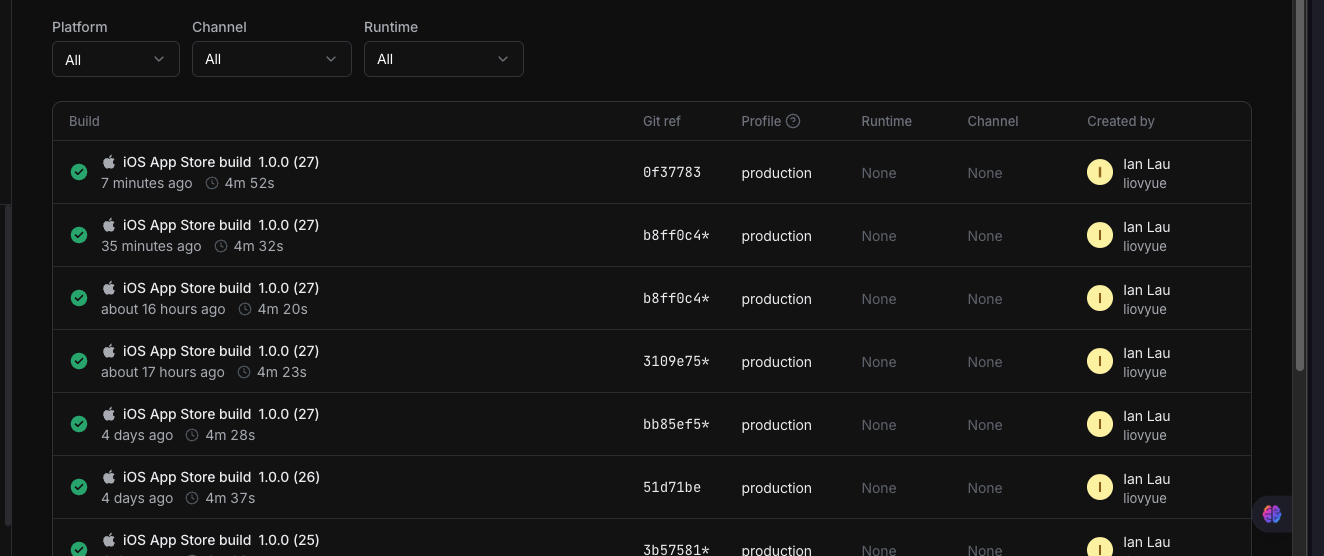 Platform Channel Runtime
All All All
Build Git ref Profile Runtime Channel Created by
iOS App Store build 1.0.0 (27) 0f37783 production None None I Ian Lau
7 minutes ago 4m 52s liovyue
iOS App Store build 1.0.0 (27) b8ff0c4* production None None I Ian Lau
35 minutes ago 4m 32s liovyue
iOS App Store build 1.0.0 (27) b8ff0c4* production None None I Ian Lau
about 16 hours ago 4m 20s liovyue
iOS App Store build 1.0.0 (27) 3109e75* production None None I Ian Lau
about 17 hours ago 4m 23s liovyue
iOS App Store build 1.0.0 (27) bb85ef5* production None None I Ian Lau
4 days ago 4m 28s liovyue
iOS App Store build 1.0.0 (26) 51d71be production None None I Ian Lau
4 days ago 4m 37s liovyue
iOS App Store build 1.0.0 (25) 3b57581* production None None I Ian Lau